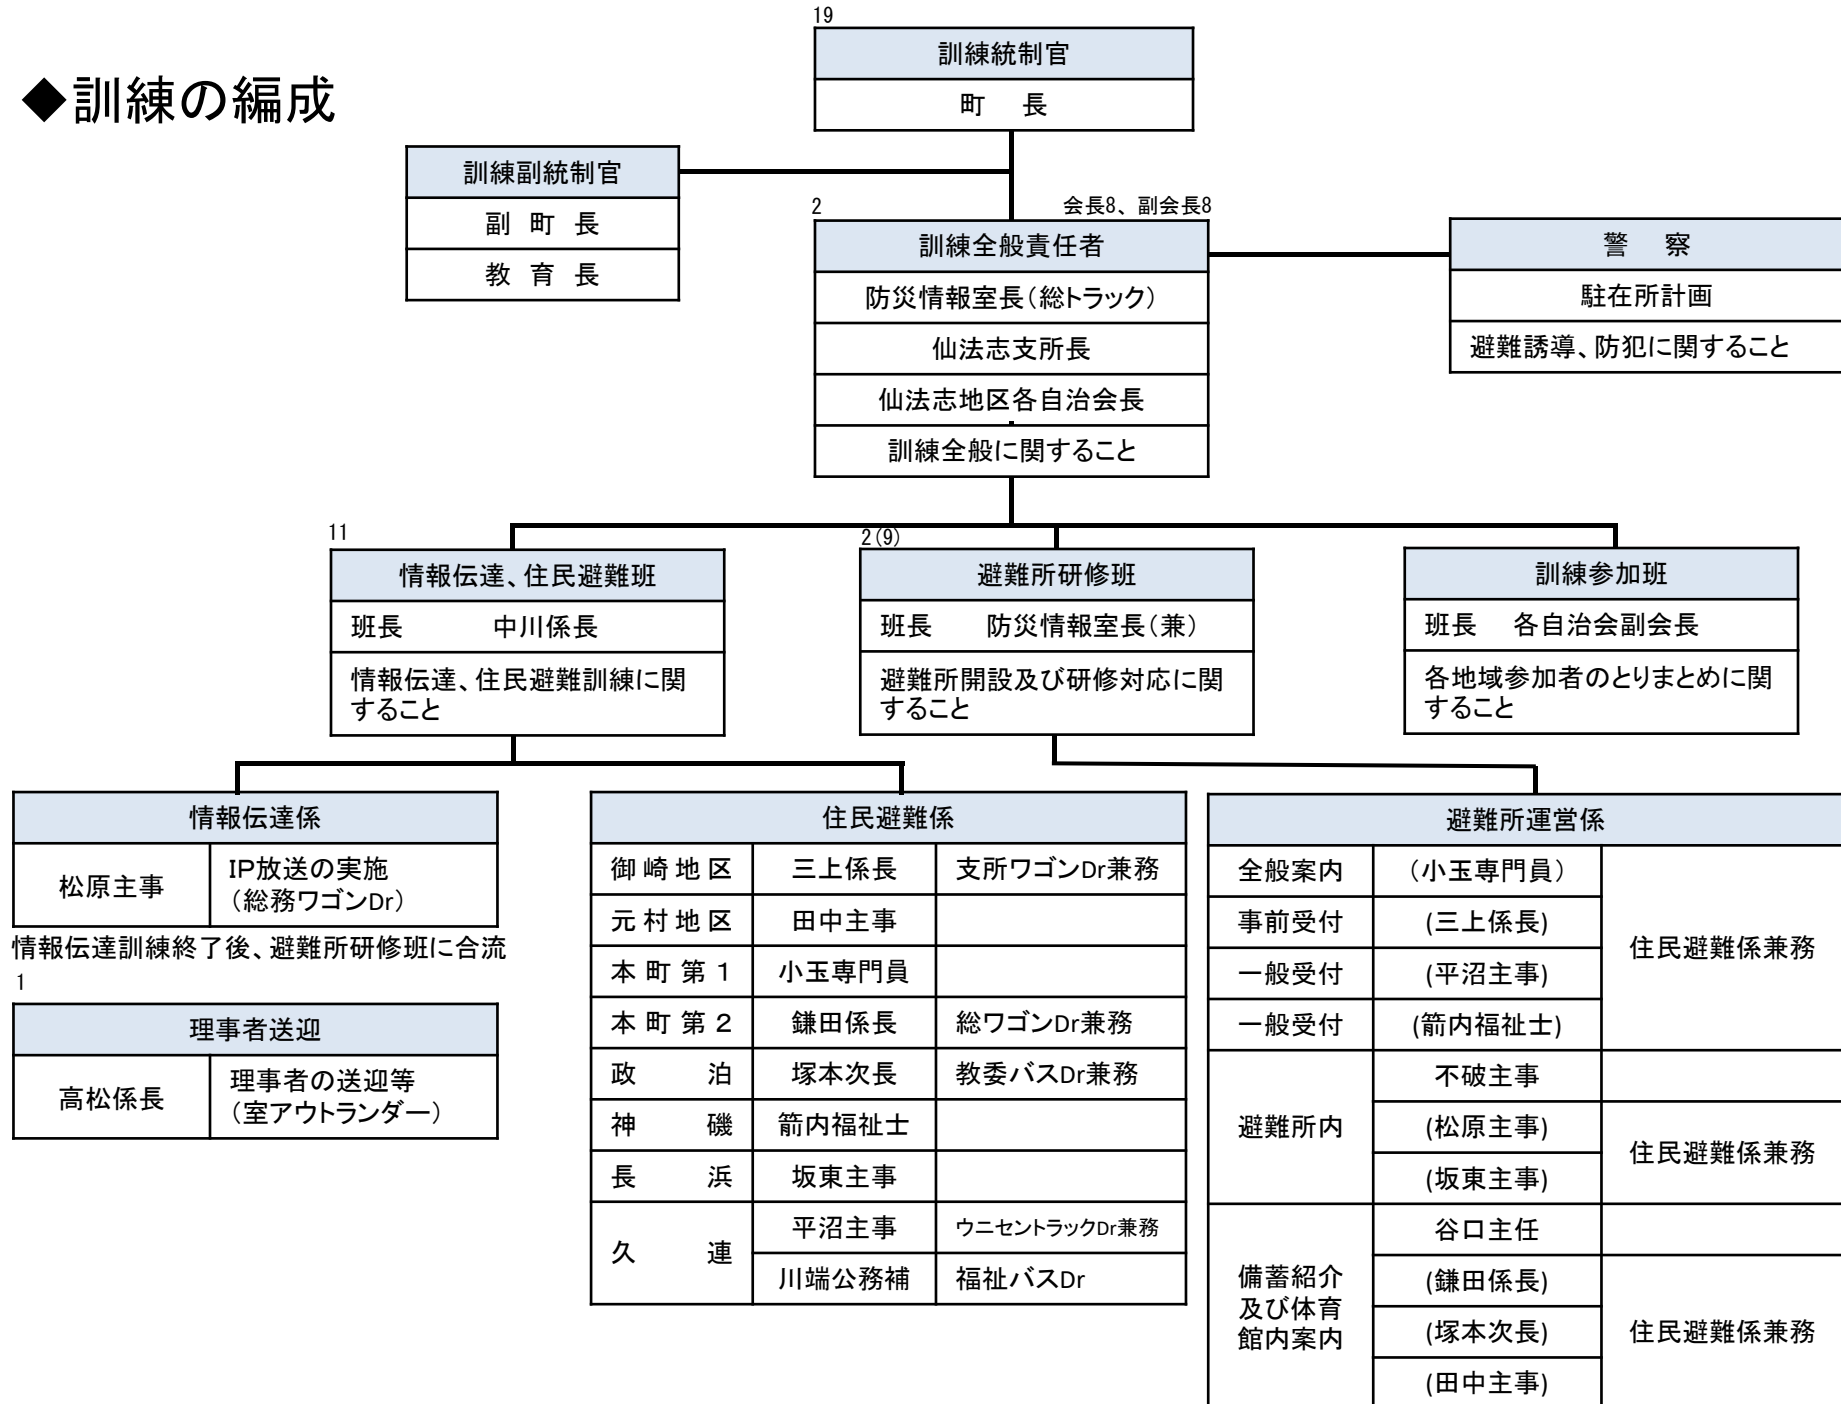 19
訓練統制官
◆訓練の編成
町　長
訓練副統制官
副　町　長
教　育　長
2
会長8、副会長8
訓練全般責任者
防災情報室長（総トラック）
仙法志支所長
仙法志地区各自治会長
訓練全般に関すること
警　察
駐在所計画
避難誘導、防犯に関すること
11
情報伝達、住民避難班
班長　中川係長
情報伝達、住民避難訓練に関
すること
2(9)
避難所研修班
班長　防災情報室長（兼）
避難所開設及び研修対応に関
すること
訓練参加班
班長　各自治会副会長
各地域参加者のとりまとめに関
すること
情報伝達係
松原主事　IP放送の実施
（総務ワゴンDr）
情報伝達訓練終了後、避難所研修班に合流
1
理事者送迎
高松係長　理事者の送迎等
（室アウトランダー）
住民避難係
御崎地区　三上係長　支所ワゴンDr兼務
元村地区　田中主事
本町第１　小玉専門員
本町第２　鎌田係長　総ワゴンDr兼務
政　泊　塚本次長　教委バスDr兼務
神　磯　箭内福祉士
長　浜　坂東主事
久　連　平沼主事　ウニセントラックDr兼務
川端公務補　福祉バスDr
避難所運営係
全般案内　（小玉専門員）
事前受付　(三上係長)
一般受付　(平沼主事)
一般受付　(箭内福祉士)
住民避難係兼務
避難所内　不破主事
(松原主事)
(坂東主事)
住民避難係兼務
備蓄紹介
及び体育
館内案内
谷口主任
(鎌田係長)
(塚本次長)
(田中主事)
住民避難係兼務